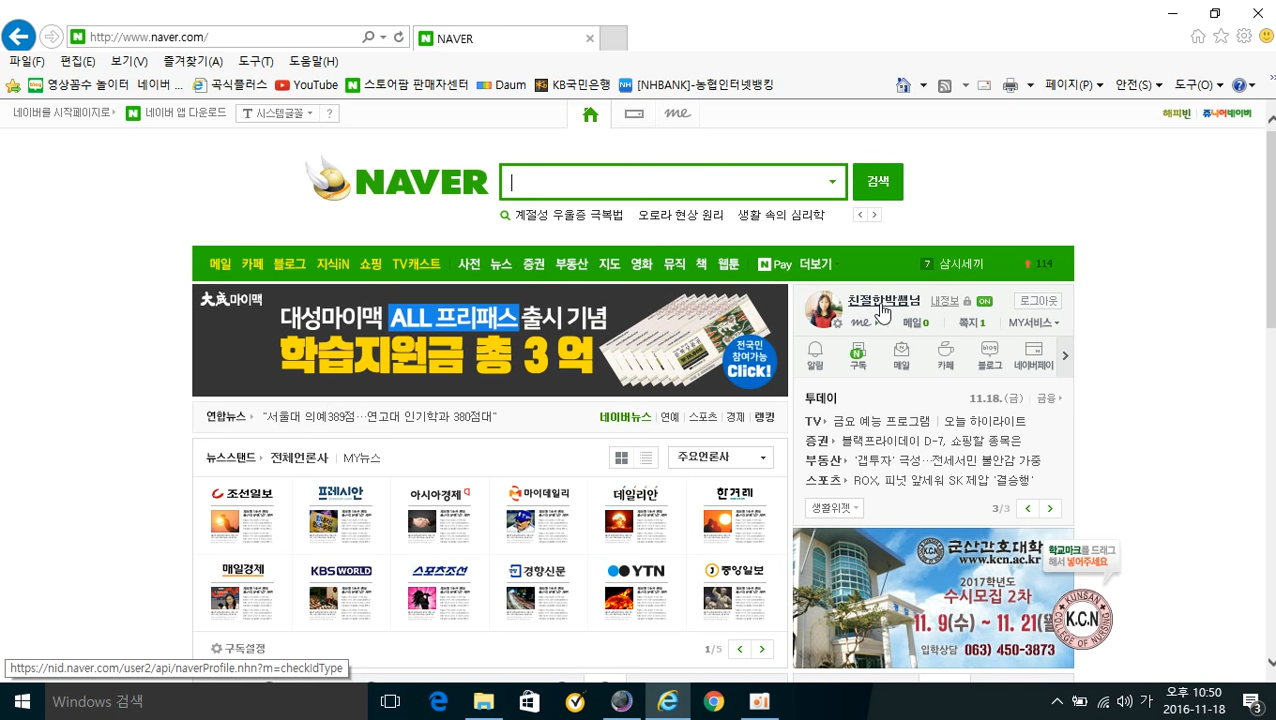 http://www.naver.com/
NAVER
파일(F) 편집(E) 보기(V) 즐겨찾기(A) 도구(T) 도움말(H)
영상꼼수 놀이터 네이버 ... 곡식플러스 YouTube 스토어팜 판매자센터 Daum KB국민은행 [NHBANK]-농협인터넷뱅킹 페이지(P) 안전(S) 도구(O)
네이버를 시작페이지로 네이버 앱 다운로드 T 시스템글꼴 ? me 해피빈 쥬니어네이버
NAVER 검색
계절성 우울증 극복법 오로라 현상 원리 생활 속의 심리학
메일 카페 블로그 지식iN 쇼핑 TV캐스트 사전 뉴스 증권 부동산 지도 영화 뮤직 책 웹툰 N Pay 더보기 7 삼시세끼 114
대성마이맥
대성마이맥 ALL 프리패스 출시 기념
학습지원금 총 3 억
전국민
참여가능
Click!
친절한박쌤님 내정보 ON 로그아웃
me 메일0 쪽지1 MY서비스
알림 구독 메일 카페 블로그 네이버페이
투데이 11.18.(금) 금융
TV 금요 예능 프로그램 오늘 하이라이트
증권 블랙프라이데이 D-7, 쇼핑할 종목은
부동산 '갭투자' 극성…전세서민 불안감 가중
스포츠 ROX, 피넛 앞세워 SK 제압 '결승행'
생활위젯 3/3
연합뉴스 "서울대 의예389점…연고대 인기학과 380점대" 네이버뉴스 연예 스포츠 경제 랭킹
뉴스스탠드 전체언론사 MY뉴스 주요언론사
조선일보 프레시안 아시아경제 마이데일리 데일리안 한겨레
매일경제 KBS WORLD 스포츠조선 경향신문 YTN 중앙일보
구독설정 1/5
군산간호대학
www.kcn.ac.kr
2017학년도
수시모집 2차
11. 9(수) ~ 11. 21(월)
입학상담 063) 450-3873
학교마크를 드래그
해서 넣어주세요
K.C.N
https://nid.naver.com/user2/api/naverProfile.nhn?m=checkIdType
Windows 검색
가 오후 10:50
2016-11-18
3